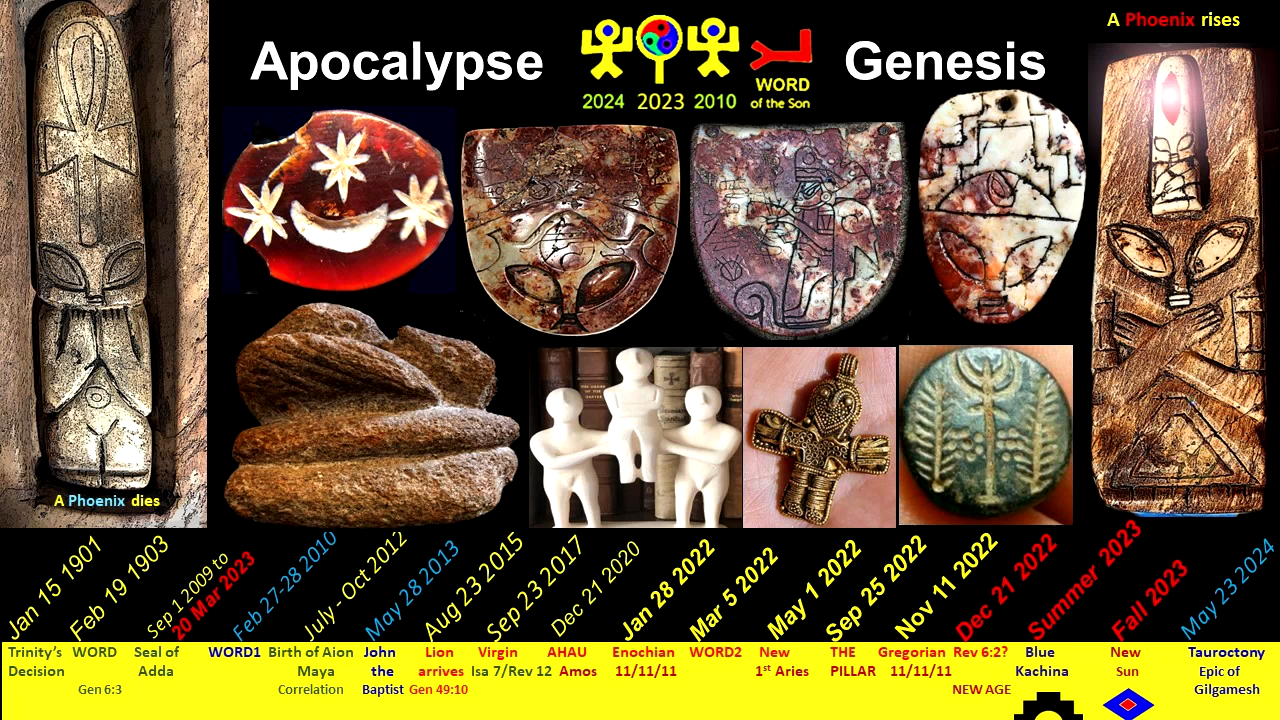 A Phoenix rises
Apocalypse
Genesis
WORD
2024 2023 2010 of the Son
A Phoenix dies
Jan 15 1901
Feb 19 1903
Sep 1 2009 to
20 Mar 2023
Feb 27-28 2010
July - Oct 2012
May 28 2013
Aug 23 2015
Sep 23 2017
Dec 21 2020
Jan 28 2022
Mar 5 2022
May 1 2022
Sep 25 2022
Nov 11 2022
Dec 21 2022
Summer 2023
Fall 2023
May 23 2024
Trinity's WORD Seal of WORD1 Birth of Aion John Lion Virgin AHAU Enochian WORD2 New THE Gregorian Rev 6:2? Blue New Tauroctony
Decision Adda Maya the arrives Isa 7/Rev 12 Amos 11/11/11 1st Aries PILLAR 11/11/11 Kachina Sun Epic of
Gen 6:3 Correlation Baptist Gen 49:10 NEW AGE Gilgamesh